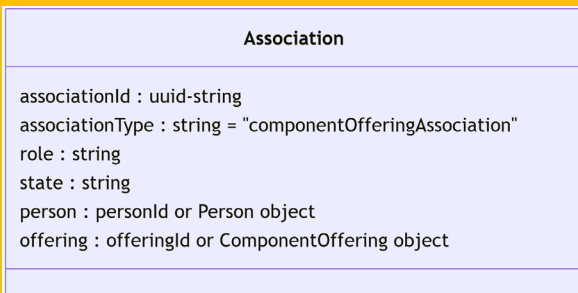 Association
associationId : uuid-string
associationType : string = "componentOfferingAssociation"
role : string
state : string
person : personId or Person object
offering : offeringId or ComponentOffering object